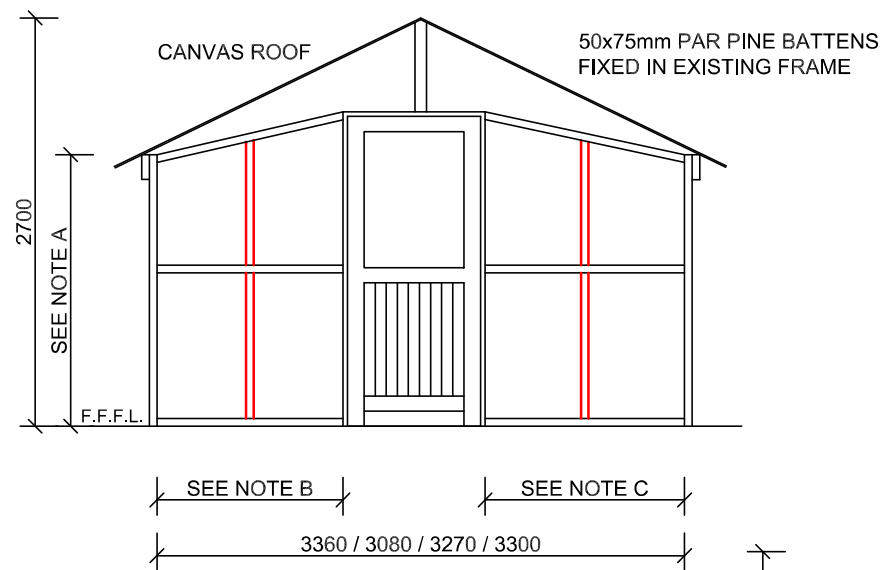 CANVAS ROOF
50x75mm PAR PINE BATTENS
FIXED IN EXISTING FRAME
2700
SEE NOTE A
F.F.F.L.
SEE NOTE B
SEE NOTE C
3360 / 3080 / 3270 / 3300